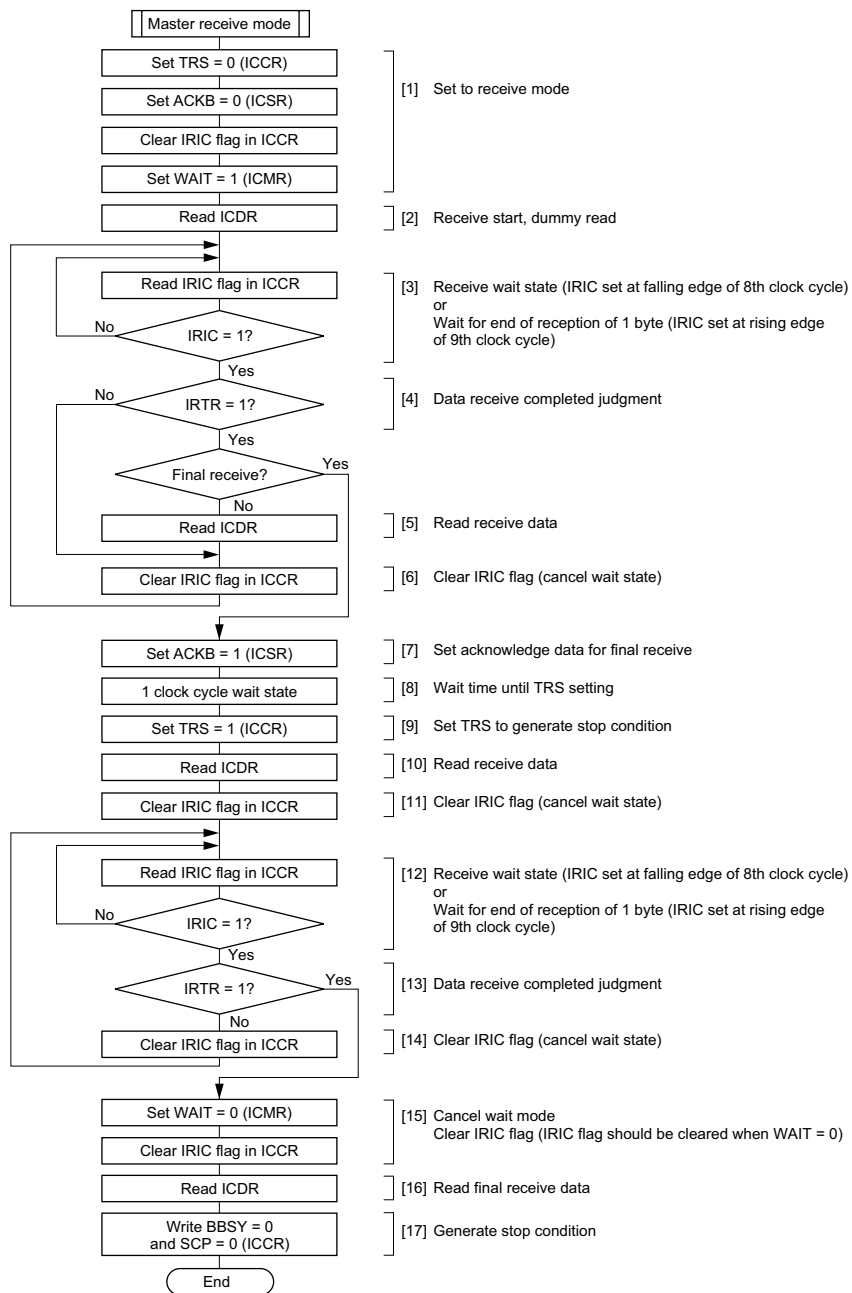 Master receive mode
Set TRS = 0 (ICCR)
[1] Set to receive mode
Set ACKB = 0 (ICSR)
Clear IRIC flag in ICCR
Set WAIT = 1 (ICMR)
Read ICDR
[2] Receive start, dummy read
Read IRIC flag in ICCR
[3] Receive wait state (IRIC set at falling edge of 8th clock cycle)
or
Wait for end of reception of 1 byte (IRIC set at rising edge
of 9th clock cycle)
No
IRIC = 1?
Yes
No
IRTR = 1?
[4] Data receive completed judgment
Yes
Final receive?
Yes
No
Read ICDR
[5] Read receive data
Clear IRIC flag in ICCR
[6] Clear IRIC flag (cancel wait state)
Set ACKB = 1 (ICSR)
[7] Set acknowledge data for final receive
1 clock cycle wait state
[8] Wait time until TRS setting
Set TRS = 1 (ICCR)
[9] Set TRS to generate stop condition
Read ICDR
[10] Read receive data
Clear IRIC flag in ICCR
[11] Clear IRIC flag (cancel wait state)
Read IRIC flag in ICCR
[12] Receive wait state (IRIC set at falling edge of 8th clock cycle)
or
Wait for end of reception of 1 byte (IRIC set at rising edge
of 9th clock cycle)
No
IRIC = 1?
Yes
IRTR = 1?
Yes
[13] Data receive completed judgment
No
Clear IRIC flag in ICCR
[14] Clear IRIC flag (cancel wait state)
Set WAIT = 0 (ICMR)
[15] Cancel wait mode
Clear IRIC flag (IRIC flag should be cleared when WAIT = 0)
Clear IRIC flag in ICCR
Read ICDR
[16] Read final receive data
Write BBSY = 0
and SCP = 0 (ICCR)
[17] Generate stop condition
End